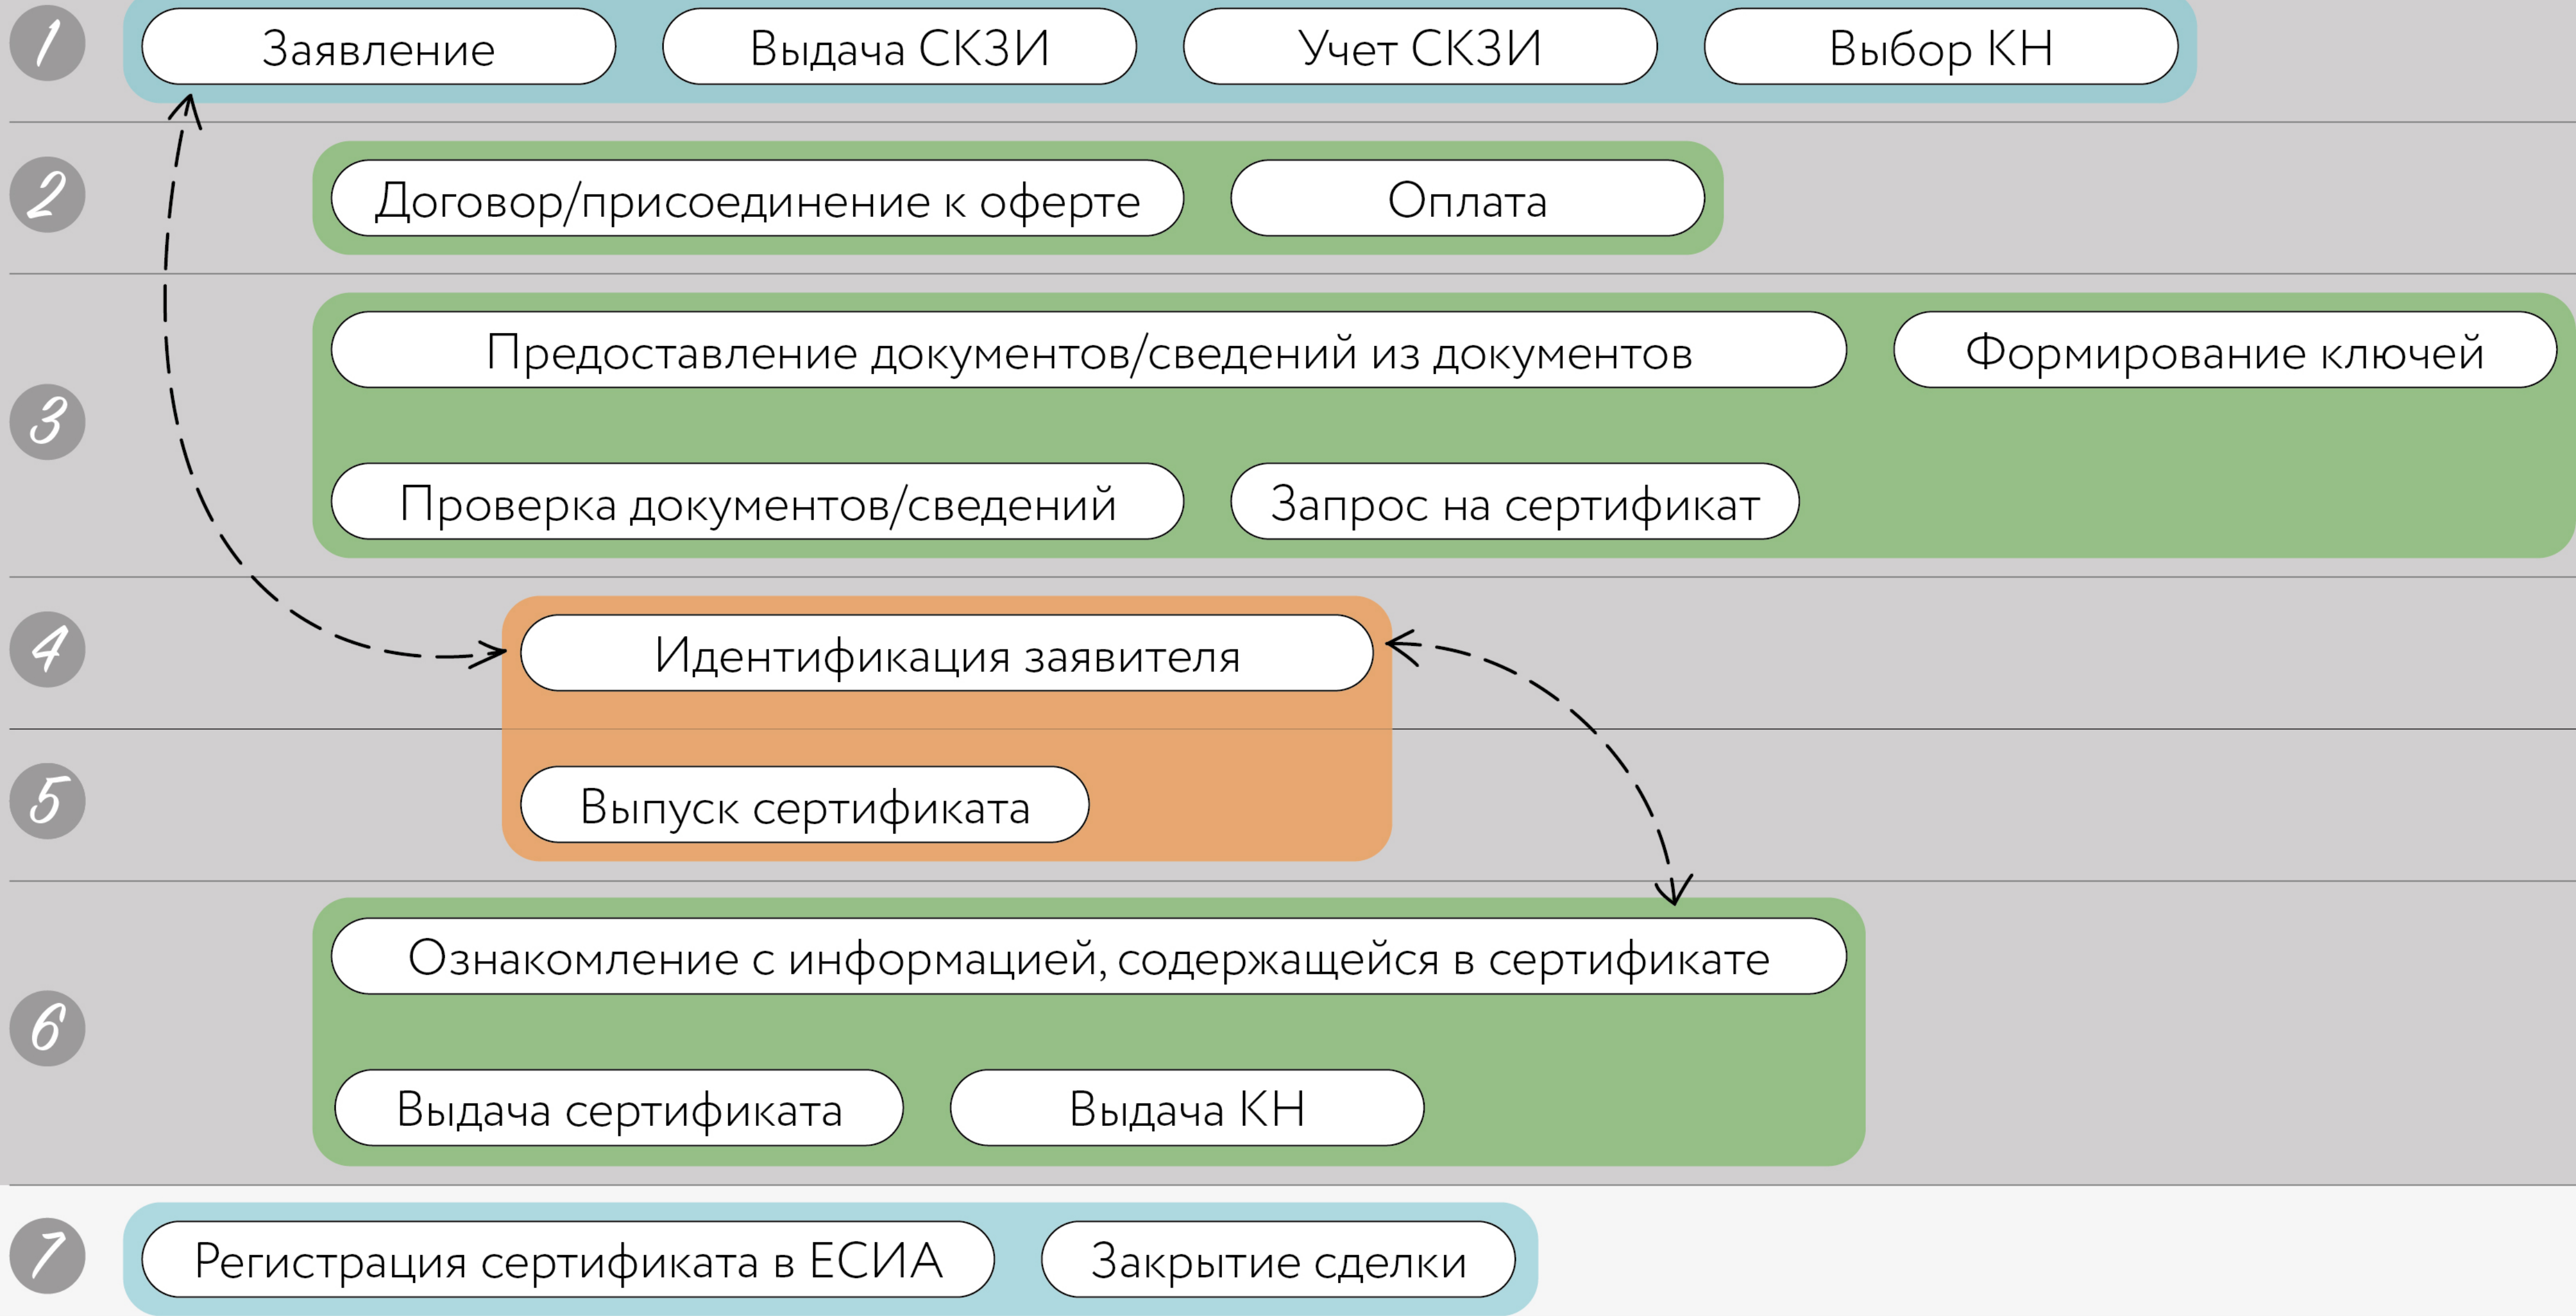 1
Заявление
Выдача СКЗИ
Учет СКЗИ
Выбор КН
2
Договор/присоединение к оферте
Оплата
3
Предоставление документов/сведений из документов
Формирование ключей
Проверка документов/сведений
Запрос на сертификат
4
Идентификация заявителя
5
Выпуск сертификата
6
Ознакомление с информацией, содержащейся в сертификате
Выдача сертификата
Выдача КН
7
Регистрация сертификата в ЕСИА
Закрытие сделки